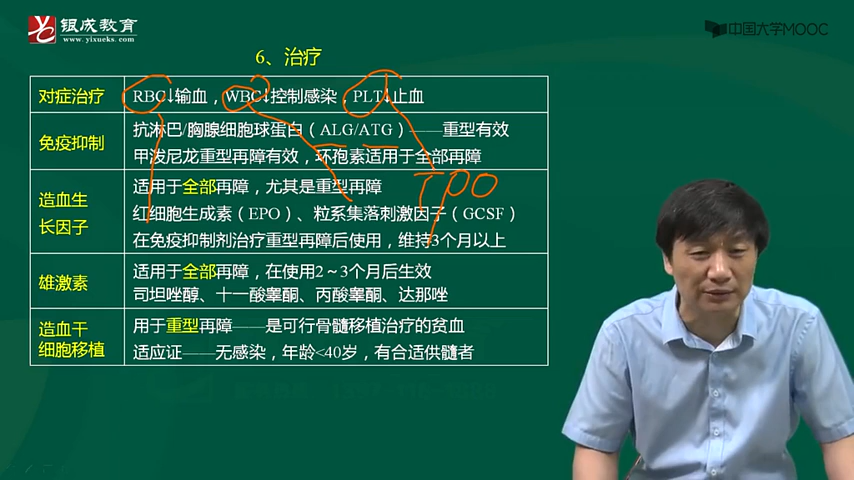 银成教育
www.yixueks.com
中国大学MOOC
6、治疗
对症治疗
RBC↓输血，WBC↓控制感染，PLT↓止血
免疫抑制
抗淋巴/胸腺细胞球蛋白（ALG/ATG）——重型有效
甲泼尼龙重型再障有效，环孢素适用于全部再障
TPO
造血生
长因子
适用于全部再障，尤其是重型再障
红细胞生成素（EPO）、粒系集落刺激因子（GCSF）
在免疫抑制剂治疗重型再障后使用，维持3个月以上
雄激素
适用于全部再障，在使用2～3个月后生效
司坦唑醇、十一酸睾酮、丙酸睾酮、达那唑
造血干
细胞移植
用于重型再障——是可行骨髓移植治疗的贫血
适应证——无感染，年龄<40岁，有合适供髓者